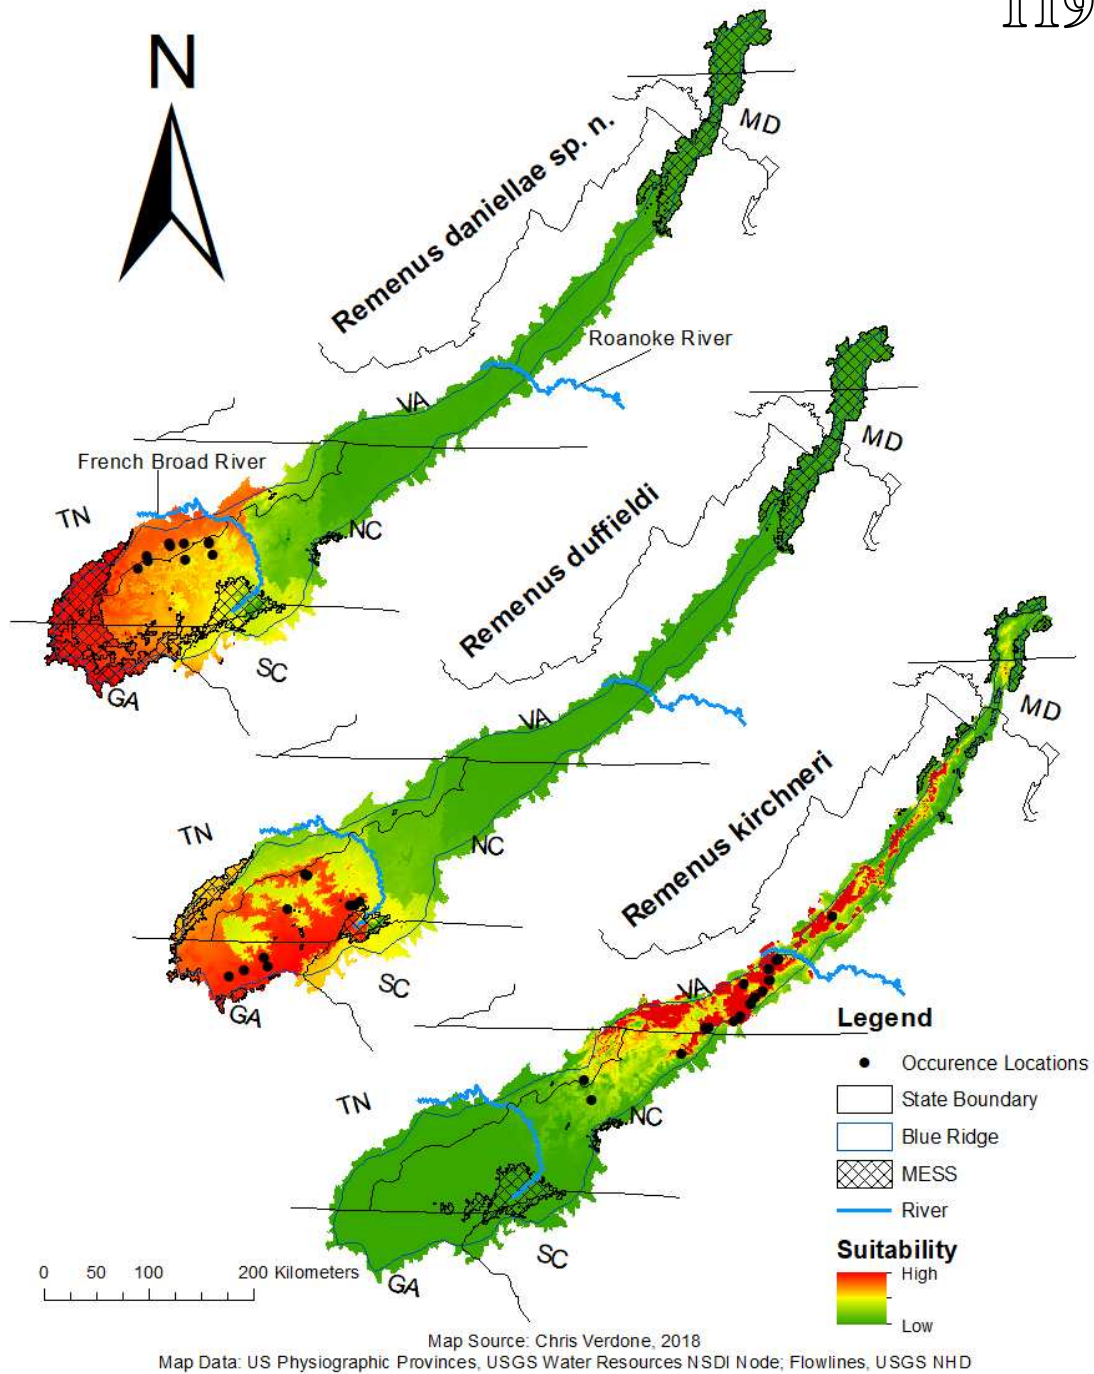 119
N
MD
Remenus daniellae sp. n.
Roanoke River
VA
French Broad River
TN
NC
SC
GA
MD
Remenus duffieldi
VA
TN
NC
SC
GA
MD
Remenus kirchneri
VA
TN
NC
SC
GA
Legend
Occurence Locations
State Boundary
Blue Ridge
MESS
River
Suitability
High
Low
0 50 100 200 Kilometers
Map Source: Chris Verdone, 2018
Map Data: US Physiographic Provinces, USGS Water Resources NSDI Node; Flowlines, USGS NHD